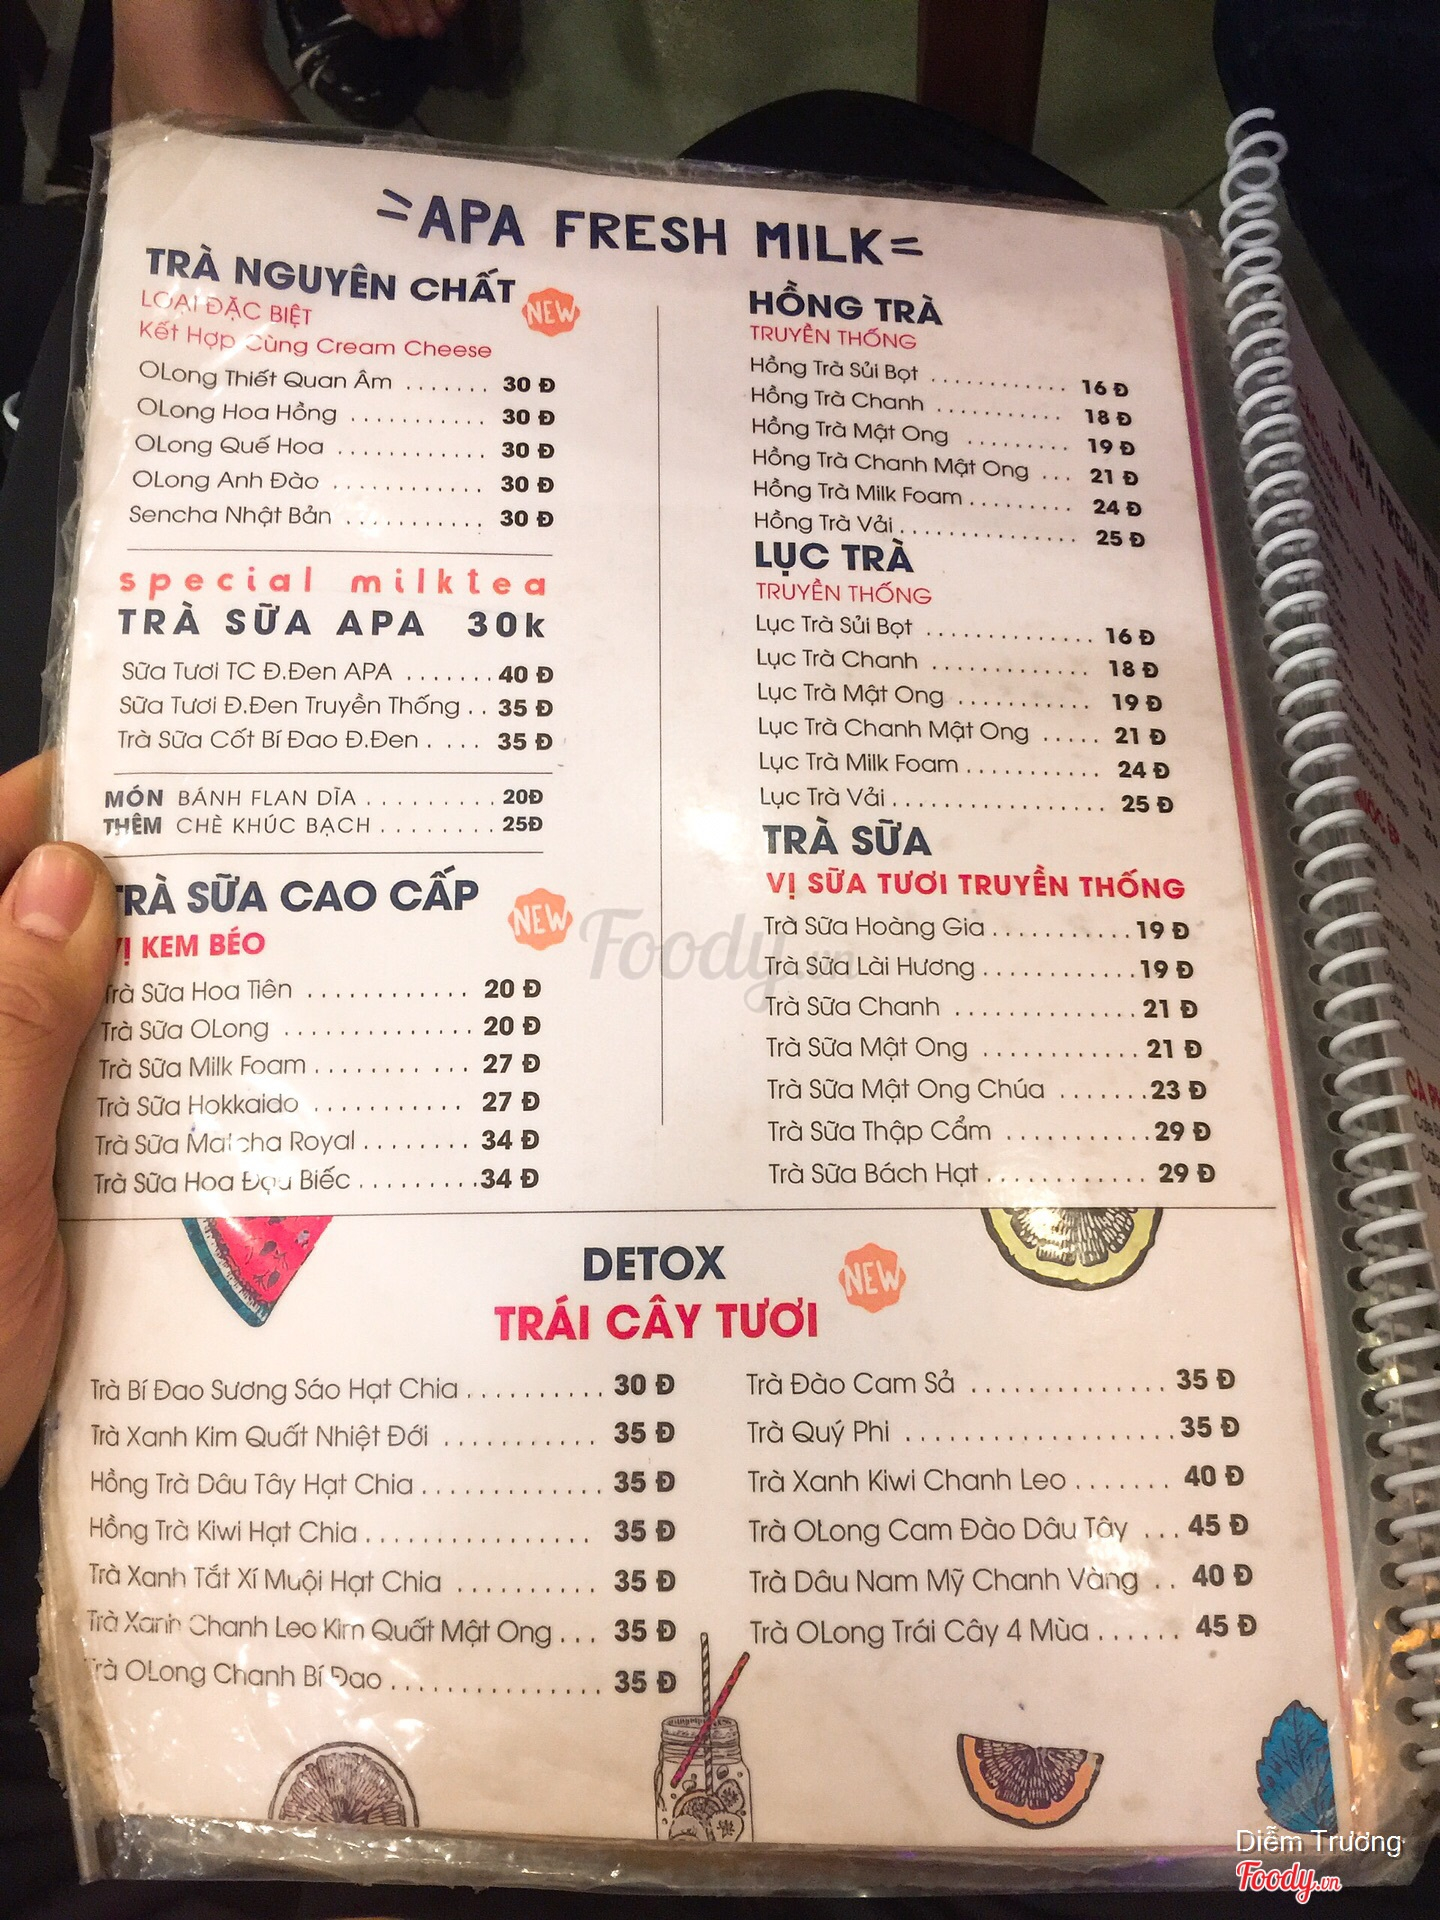 APA FRESH MILK
TRÀ NGUYÊN CHẤT
NEW
LOẠI ĐẶC BIỆT
Kết Hợp Cùng Cream Cheese
OLong Thiết Quan Âm ....... 30 Đ
OLong Hoa Hồng ........... 30 Đ
OLong Quế Hoa ............ 30 Đ
OLong Anh Đào ............ 30 Đ
Sencha Nhật Bản ........... 30 Đ
special milktea
TRÀ SỮA APA 30k
Sữa Tươi TC Đ.Đen APA ....... 40 Đ
Sữa Tươi Đ.Đen Truyền Thống .. 35 Đ
Trà Sữa Cốt Bí Đao Đ.Đen . ... 35 Đ
MÓN THÊM
BÁNH FLAN DĨA .......... 20Đ
CHÈ KHÚC BẠCH ......... 25Đ
TRÀ SỮA CAO CẤP
NEW
VỊ KEM BÉO
Trà Sữa Hoa Tiên ............ 20 Đ
Trà Sữa OLong .............. 20 Đ
Trà Sữa Milk Foam ........... 27 Đ
Trà Sữa Hokkaido ........... 27 Đ
Trà Sữa Matcha Royal ........ 34 Đ
Trà Sữa Hoa Đậu Biếc ......... 34 Đ
HỒNG TRÀ
TRUYỀN THỐNG
Hồng Trà Sủi Bọt ............ 16 Đ
Hồng Trà Chanh ........... 18 Đ
Hồng Trà Mật Ong ......... 19 Đ
Hồng Trà Chanh Mật Ong ... 21 Đ
Hồng Trà Milk Foam ......... 24 Đ
Hồng Trà Vải ............... 25 Đ
LỤC TRÀ
TRUYỀN THỐNG
Lục Trà Sủi Bọt ............. 16 Đ
Lục Trà Chanh ............ 18 Đ
Lục Trà Mật Ong ........... 19 Đ
Lục Trà Chanh Mật Ong ..... 21 Đ
Lục Trà Milk Foam ........... 24 Đ
Lục Trà Vải ................. 25 Đ
TRÀ SỮA
VỊ SỮA TƯƠI TRUYỀN THỐNG
Trà Sữa Hoàng Gia ........... 19 Đ
Trà Sữa Lài Hương ............ 19 Đ
Trà Sữa Chanh .............. 21 Đ
Trà Sữa Mật Ong ............ 21 Đ
Trà Sữa Mật Ong Chúa ....... 23 Đ
Trà Sữa Thập Cẩm ........... 29 Đ
Trà Sữa Bách Hạt ............ 29 Đ
Foody.vn
DETOX
NEW
TRÁI CÂY TƯƠI
Trà Bí Đao Sương Sáo Hạt Chia .......... 30 Đ
Trà Xanh Kim Quất Nhiệt Đới ........... 35 Đ
Hồng Trà Dâu Tây Hạt Chia ............. 35 Đ
Hồng Trà Kiwi Hạt Chia ................ 35 Đ
Trà Xanh Tắt Xí Muội Hạt Chia .......... 35 Đ
Trà Xanh Chanh Leo Kim Quất Mật Ong ... 35 Đ
Trà OLong Chanh Bí Đao ............... 35 Đ
Trà Đào Cam Sả .............. 35 Đ
Trà Quý Phi .................. 35 Đ
Trà Xanh Kiwi Chanh Leo ....... 40 Đ
Trà OLong Cam Đào Dâu Tây ... 45 Đ
Trà Dâu Nam Mỹ Chanh Vàng .. 40 Đ
Trà OLong Trái Cây 4 Mùa ...... 45 Đ
Diễm Trương
Foody.vn